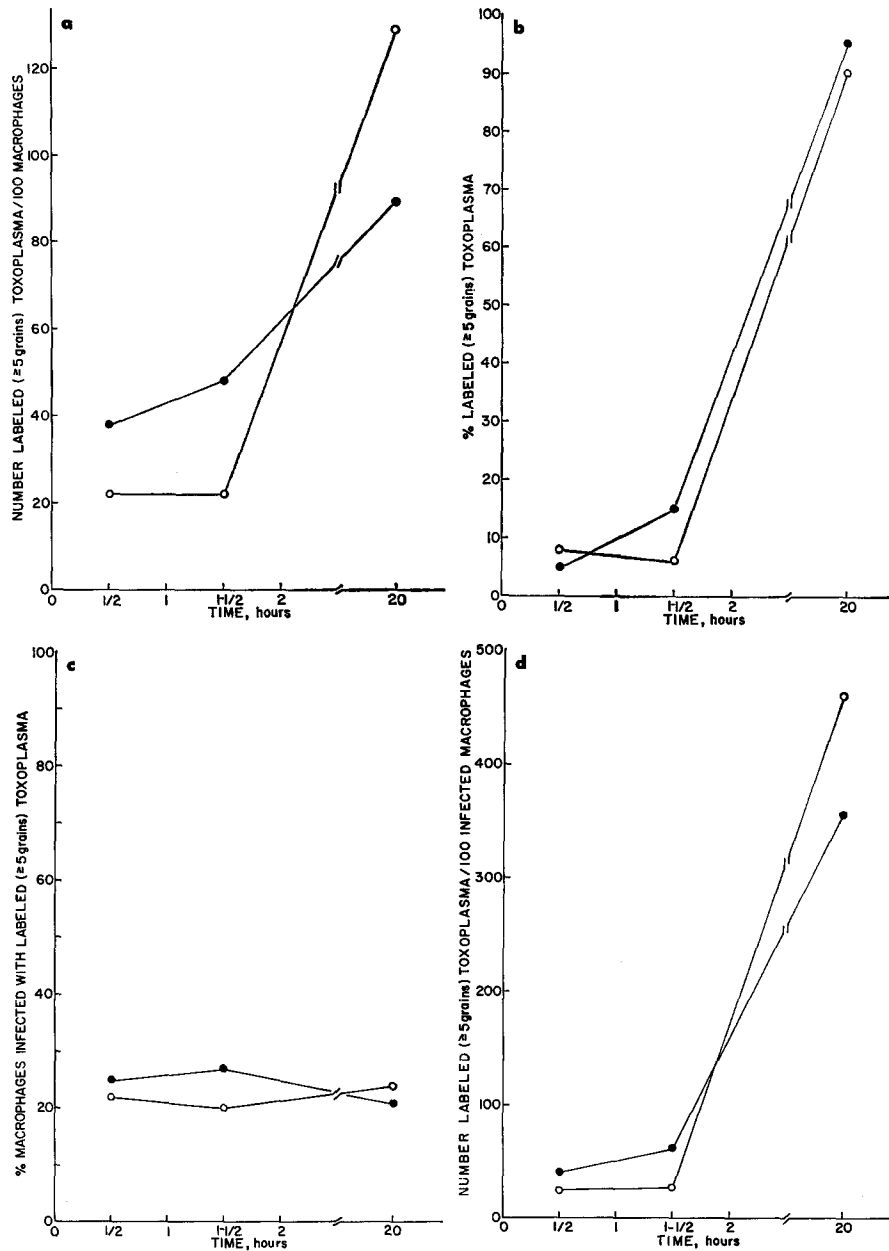 a
NUMBER LABELED (≥5 grains) TOXOPLASMA/100 MACROPHAGES
120
100
80
60
40
20
0
0 1/2 1 1-1/2 2 20
TIME, hours
b
% LABELED (≥5 grains) TOXOPLASMA
100
90
80
70
60
50
40
30
20
10
0
0 1/2 1 1-1/2 2 20
TIME, hours
c
% MACROPHAGES INFECTED WITH LABELED (≥5 grains) TOXOPLASMA
100
80
60
40
20
0
0 1/2 1 1-1/2 2 20
TIME, hours
d
NUMBER LABELED (≥5 grains) TOXOPLASMA/100 INFECTED MACROPHAGES
500
400
300
200
100
0
0 1/2 1 1-1/2 2 20
TIME, hours